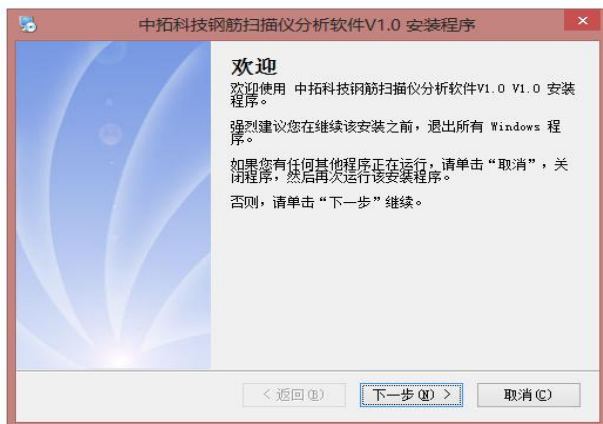 中拓科技钢筋扫描仪分析软件V1.0 安装程序
欢迎
欢迎使用 中拓科技钢筋扫描仪分析软件V1.0 V1.0 安装
程序。
强烈建议您在继续该安装之前，退出所有 Windows 程
序。
如果您有任何其他程序正在运行，请单击“取消”，关
闭程序，然后再次运行该安装程序。
否则，请单击“下一步”继续。
< 返回(B)
下一步(N) >
取消(C)